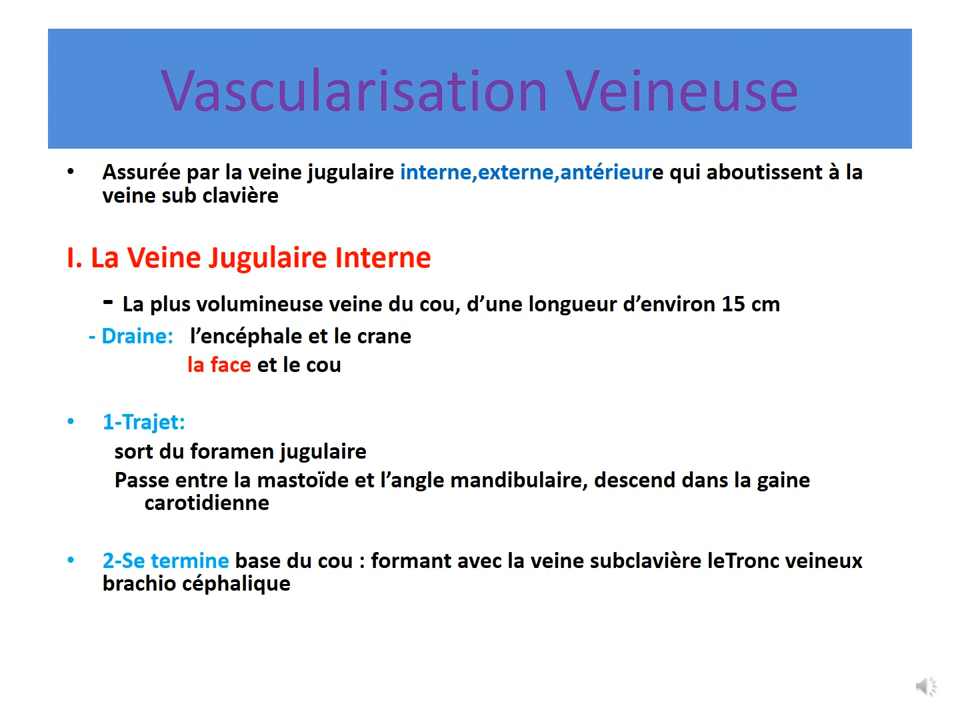 Vascularisation Veineuse
• Assurée par la veine jugulaire interne,externe,antérieure qui aboutissent à la
veine sub clavière
I. La Veine Jugulaire Interne
- La plus volumineuse veine du cou, d’une longueur d’environ 15 cm
- Draine: l’encéphale et le crane
la face et le cou
• 1-Trajet:
sort du foramen jugulaire
Passe entre la mastoïde et l’angle mandibulaire, descend dans la gaine
carotidienne
• 2-Se termine base du cou : formant avec la veine subclavière leTronc veineux
brachio céphalique